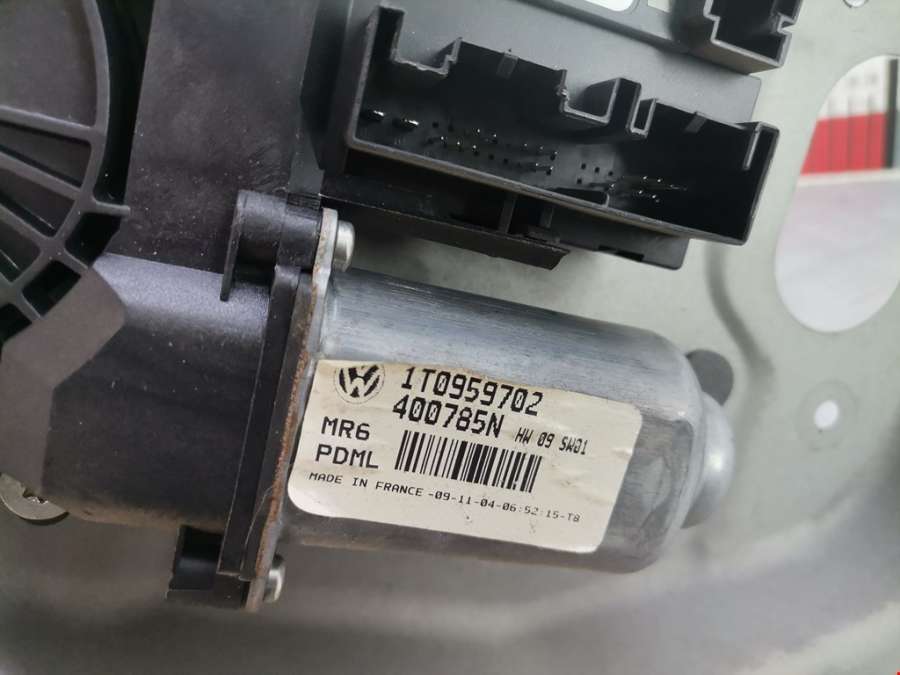 1T0959702
400785N HW 09 SW01
MR6
PDML
MADE IN FRANCE -09-11-04-06:52:15-T8